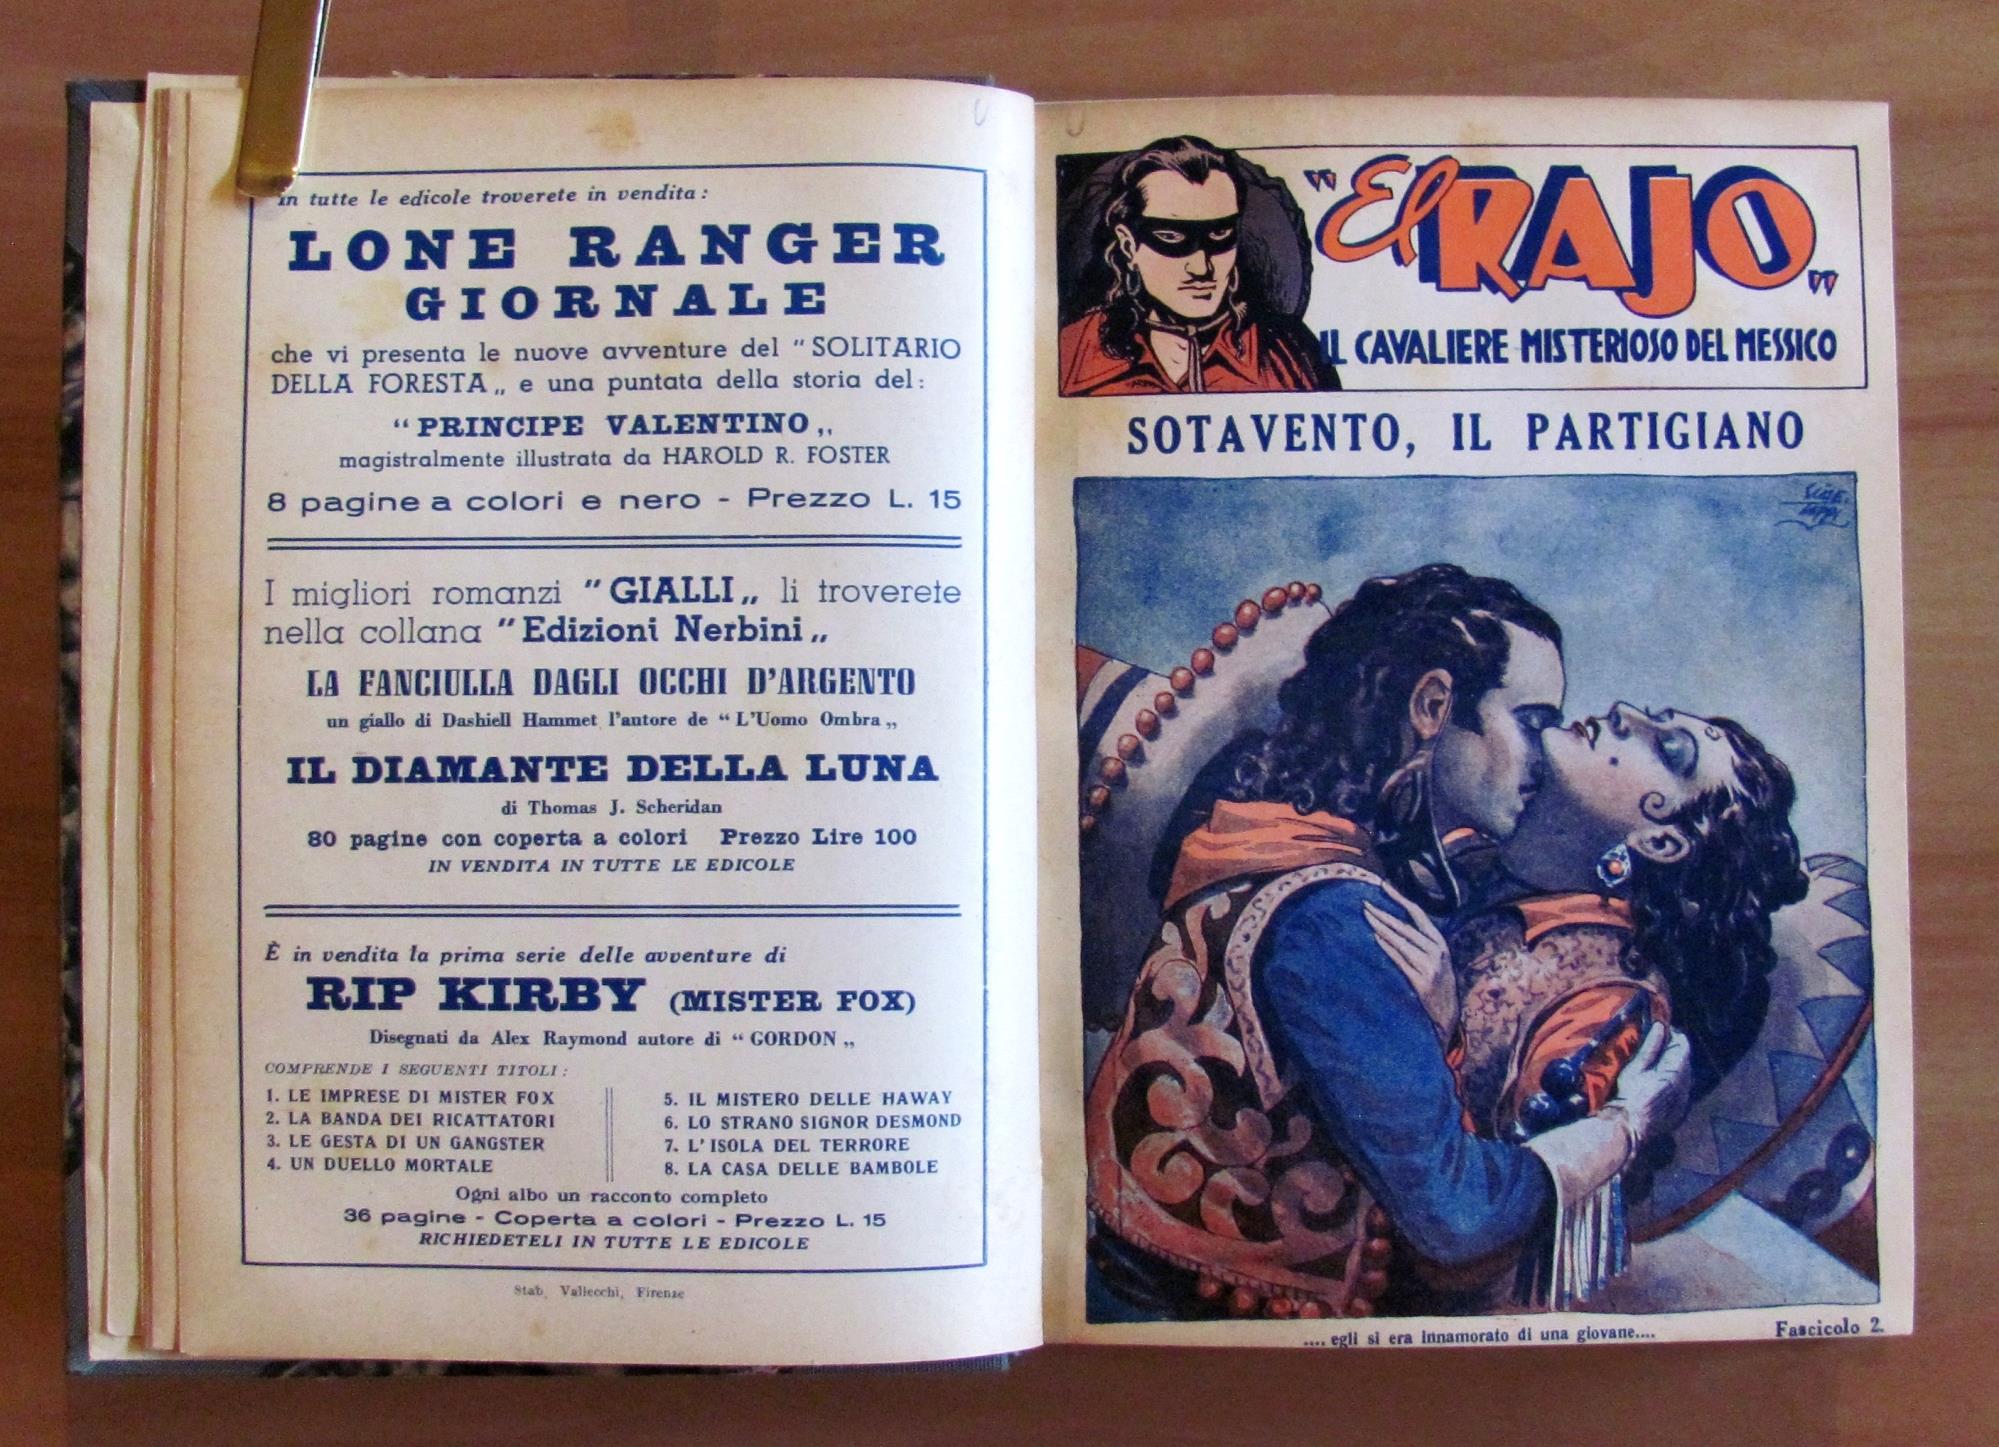 In tutte le edicole troverete in vendita:
LONE RANGER
GIORNALE
che vi presenta le nuove avventure del "SOLITARIO
DELLA FORESTA„ e una puntata della storia del:
"PRINCIPE VALENTINO„
magistralmente illustrata da HAROLD R. FOSTER
8 pagine a colori e nero - Prezzo L. 15
I migliori romanzi "GIALLI„ li troverete
nella collana "Edizioni Nerbini„
LA FANCIULLA DAGLI OCCHI D'ARGENTO
un giallo di Dashiell Hammet l'autore de "L'Uomo Ombra„
IL DIAMANTE DELLA LUNA
di Thomas J. Scheridan
80 pagine con coperta a colori Prezzo Lire 100
IN VENDITA IN TUTTE LE EDICOLE
È in vendita la prima serie delle avventure di
RIP KIRBY (MISTER FOX)
Disegnati da Alex Raymond autore di "GORDON„
COMPRENDE I SEGUENTI TITOLI:
1. LE IMPRESE DI MISTER FOX
2. LA BANDA DEI RICATTATORI
3. LE GESTA DI UN GANGSTER
4. UN DUELLO MORTALE
5. IL MISTERO DELLE HAWAY
6. LO STRANO SIGNOR DESMOND
7. L'ISOLA DEL TERRORE
8. LA CASA DELLE BAMBOLE
Ogni albo un racconto completo
36 pagine - Coperta a colori - Prezzo L. 15
RICHIEDETELI IN TUTTE LE EDICOLE
Stab. Vallecchi, Firenze
"El RAJO„
IL CAVALIERE MISTERIOSO DEL MESSICO
SOTAVENTO, IL PARTIGIANO
.... egli si era innamorato di una giovane....
Fascicolo 2.